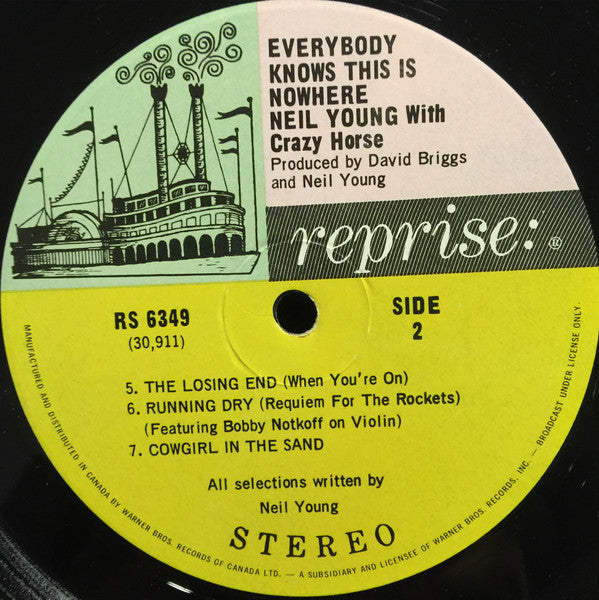 EVERYBODY
KNOWS THIS IS
NOWHERE
NEIL YOUNG With
Crazy Horse
Produced by David Briggs
and Neil Young
reprise: ®
RS 6349
(30,911)
SIDE
2
5. THE LOSING END (When You're On)
6. RUNNING DRY (Requiem For The Rockets)
(Featuring Bobby Notkoff on Violin)
7. COWGIRL IN THE SAND
All selections written by
Neil Young
STEREO
MANUFACTURED AND DISTRIBUTED IN CANADA BY WARNER BROS. RECORDS OF CANADA LTD. — A SUBSIDIARY AND LICENSEE OF WARNER BROS. RECORDS, INC. — BROADCAST UNDER LICENSE ONLY.